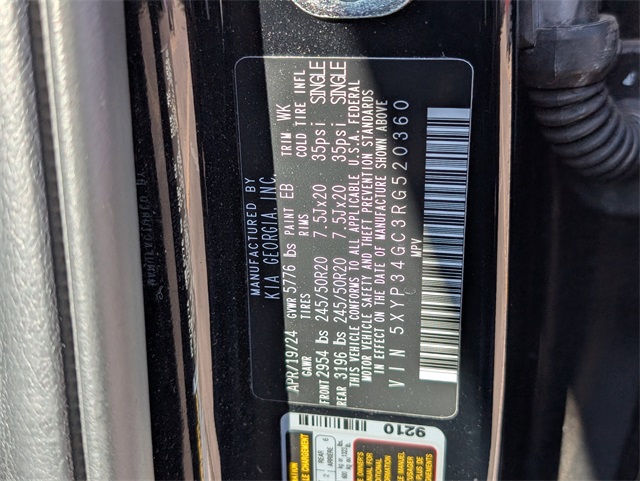 MANUFACTURED BY
KIA GEORGIA, INC.
APR/19/24 GVWR 5776 lbs PAINT EB TRIM WK
GAWR TIRES RIMS COLD TIRE INFL
FRONT 2954 lbs 245/50R20 7.5Jx20 35psi SINGLE
REAR 3196 lbs 245/50R20 7.5Jx20 35psi SINGLE
THIS VEHICLE CONFORMS TO ALL APPLICABLE U.S.A. FEDERAL
MOTOR VEHICLE SAFETY AND THEFT PREVENTION STANDARDS
IN EFFECT ON THE DATE OF MANUFACTURE SHOWN ABOVE
VIN 5XYP34GC3RG520360
MPV
9210
REAR
ARRIÈRE